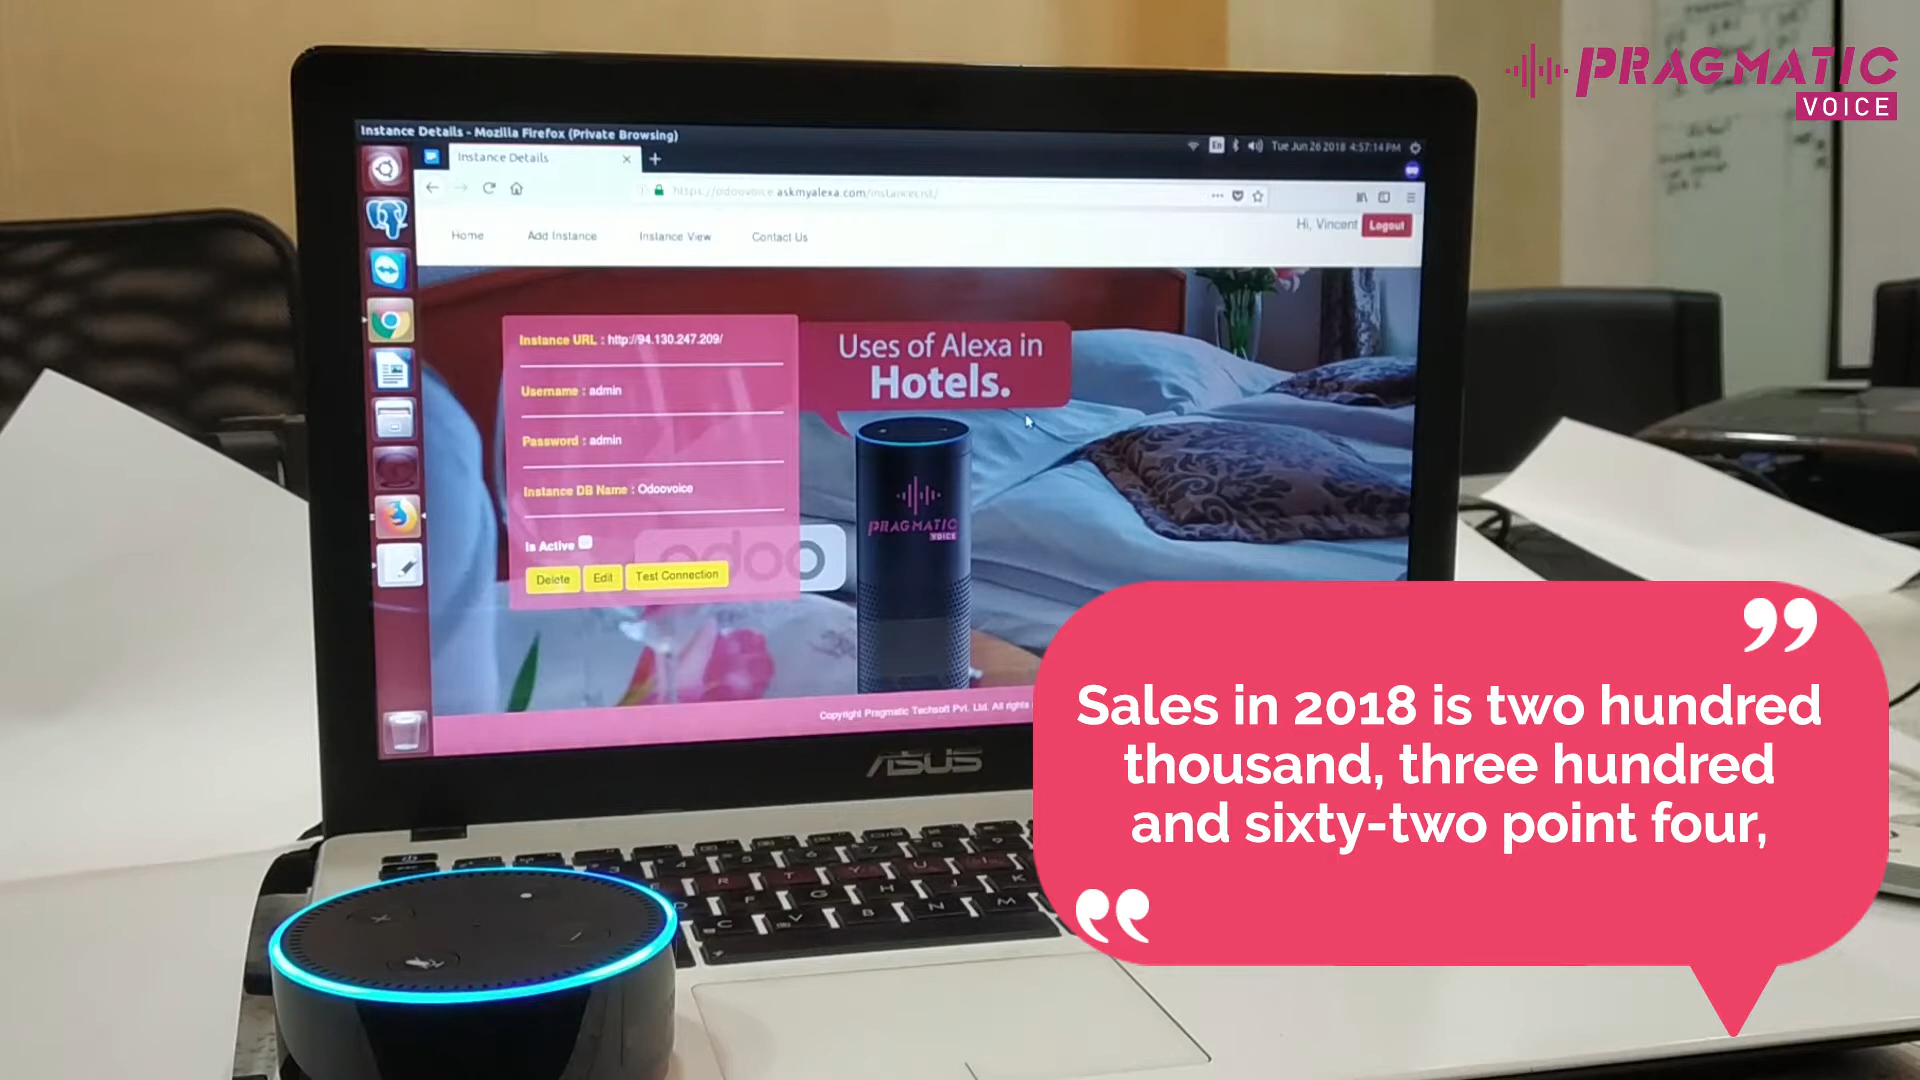 PRAGMATIC
VOICE
Instance Details - Mozilla Firefox (Private Browsing)
En
Tue Jun 26 2018 4:57:14 PM
Instance Details
https://odoovoice.askmyalexa.com/instancelist/
Home
Add Instance
Instance View
Contact Us
Hi, Vincent
Logout
Instance URL : http://94.130.247.209/
Username : admin
Password : admin
Instance DB Name : Odoovoice
Is Active
Delete
Edit
Test Connection
odoo
Uses of Alexa in
Hotels.
PRAGMATIC
VOICE
Copyright Pragmatic Techsoft Pvt. Ltd. All rights
ASUS
Sales in 2018 is two hundred
thousand, three hundred
and sixty-two point four,